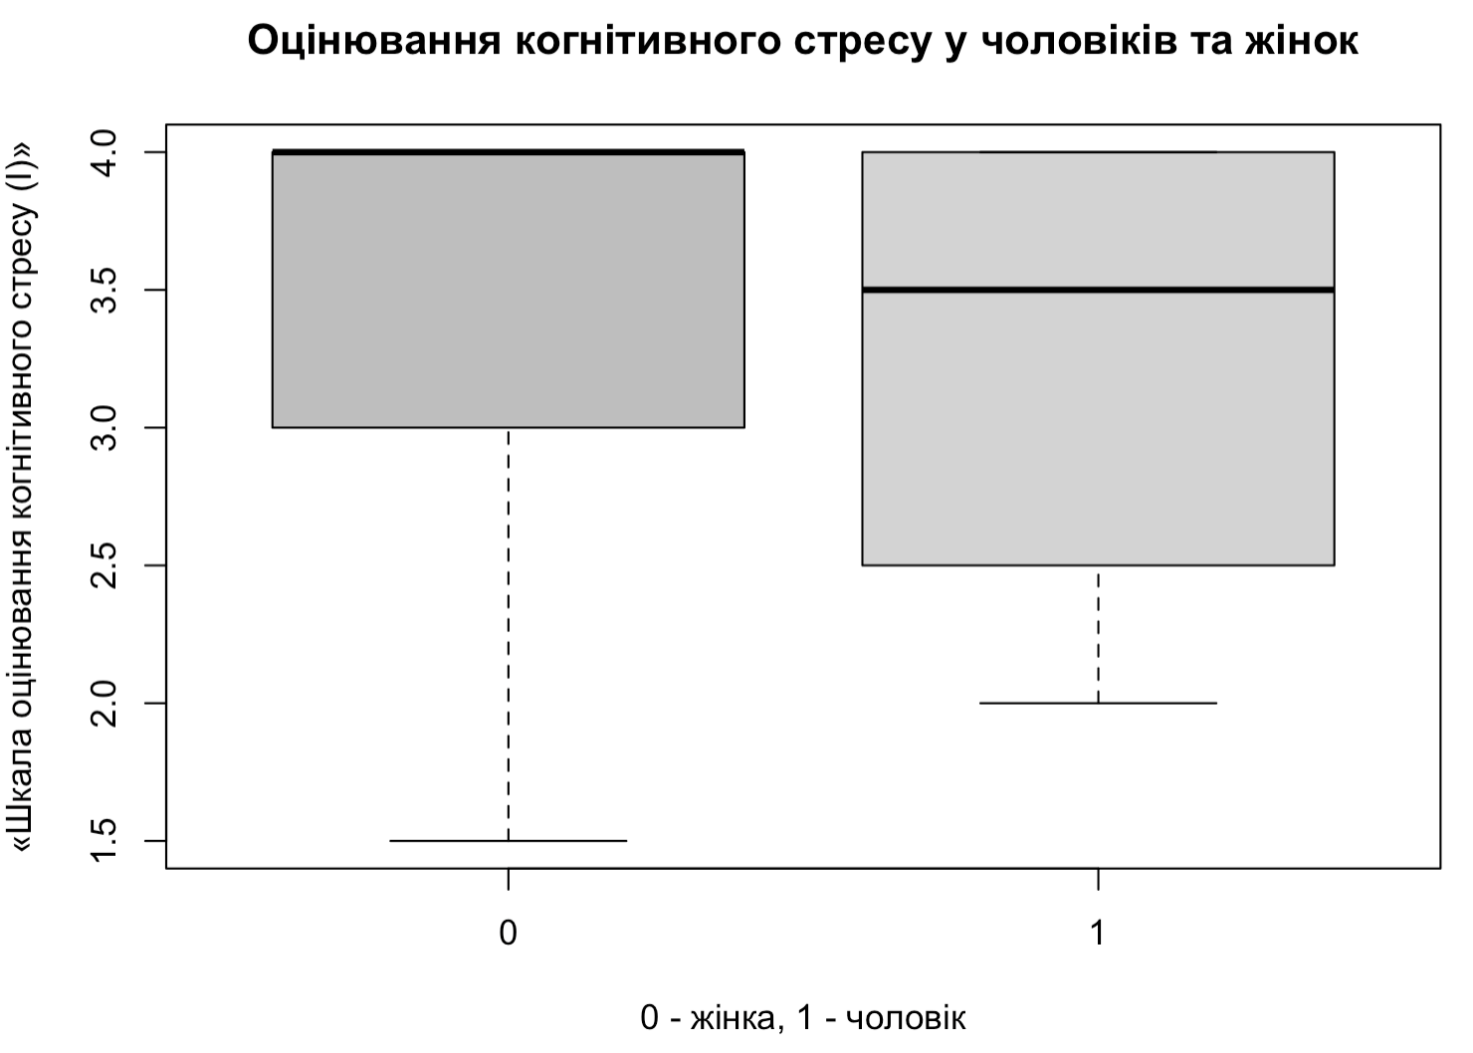 Оцінювання когнітивного стресу у чоловіків та жінок
«Шкала оцінювання когнітивного стресу (І)»
4.0
3.5
3.0
2.5
2.0
1.5
0
1
0 - жінка, 1 - чоловік